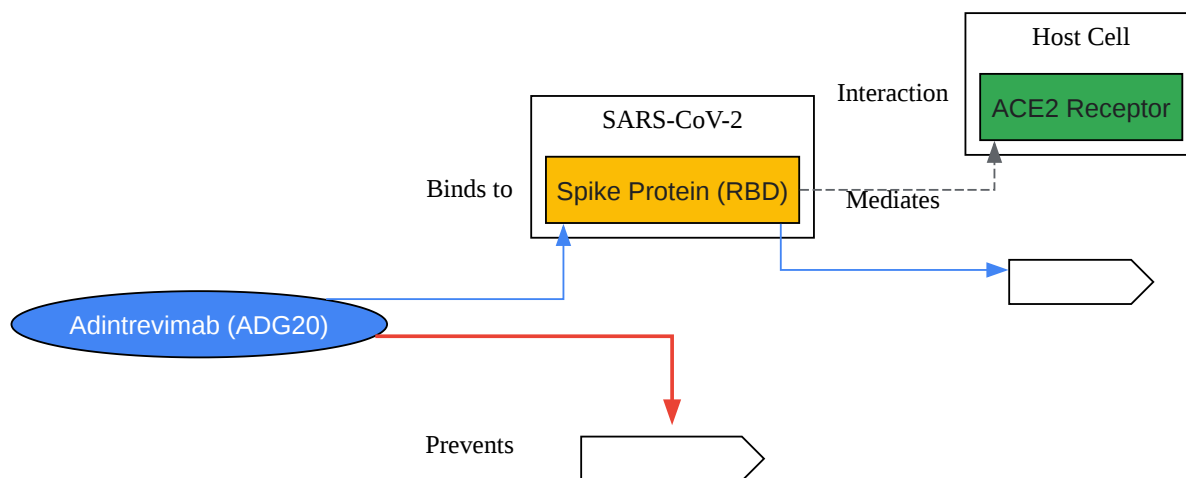 Host Cell
Interaction
ACE2 Receptor
SARS-CoV-2
Binds to
Spike Protein (RBD)
Mediates
Adintrevimab (ADG20)
Prevents